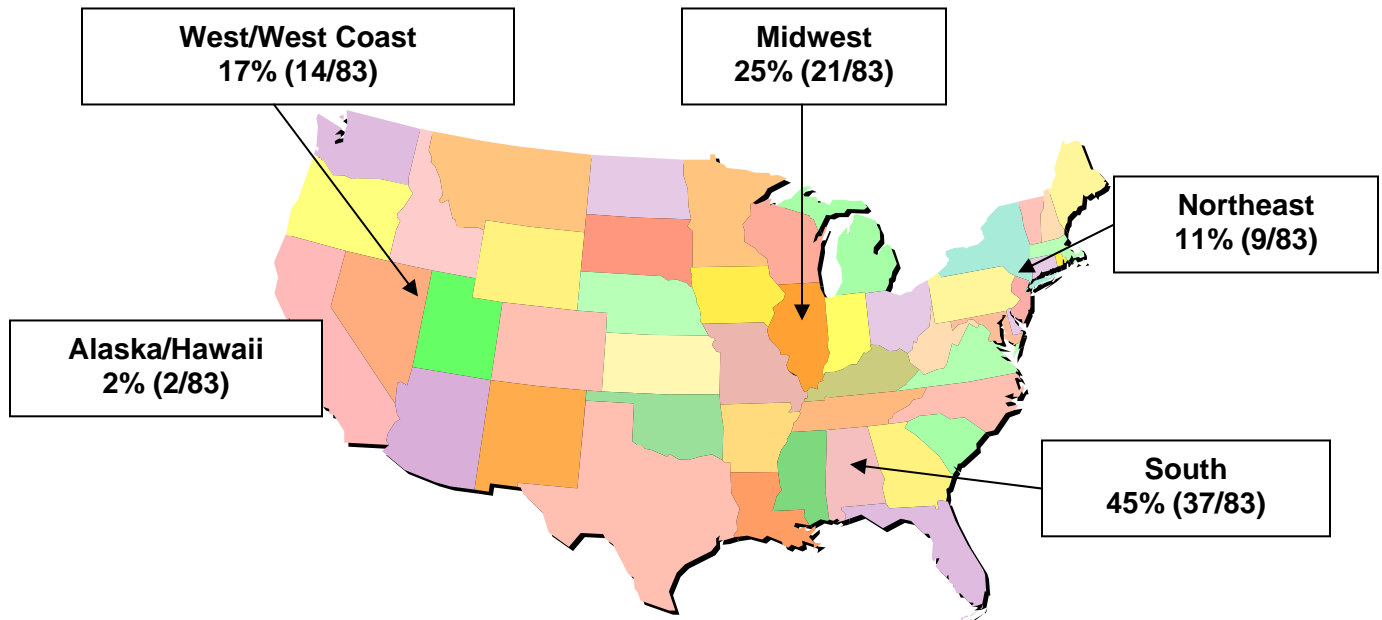 West/West Coast
17% (14/83)
Midwest
25% (21/83)
Northeast
11% (9/83)
Alaska/Hawaii
2% (2/83)
South
45% (37/83)